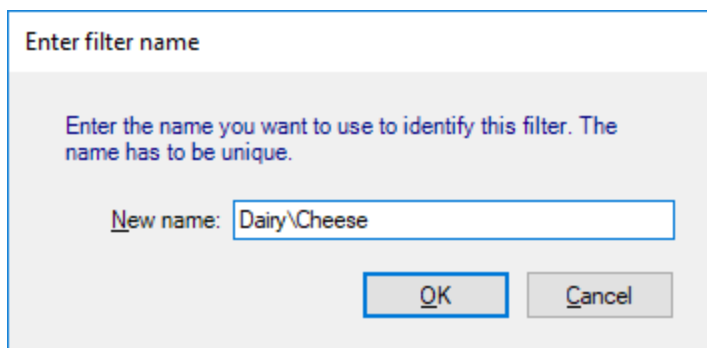 Enter filter name
Enter the name you want to use to identify this filter. The
name has to be unique.
New name: Dairy\Cheese
OK Cancel